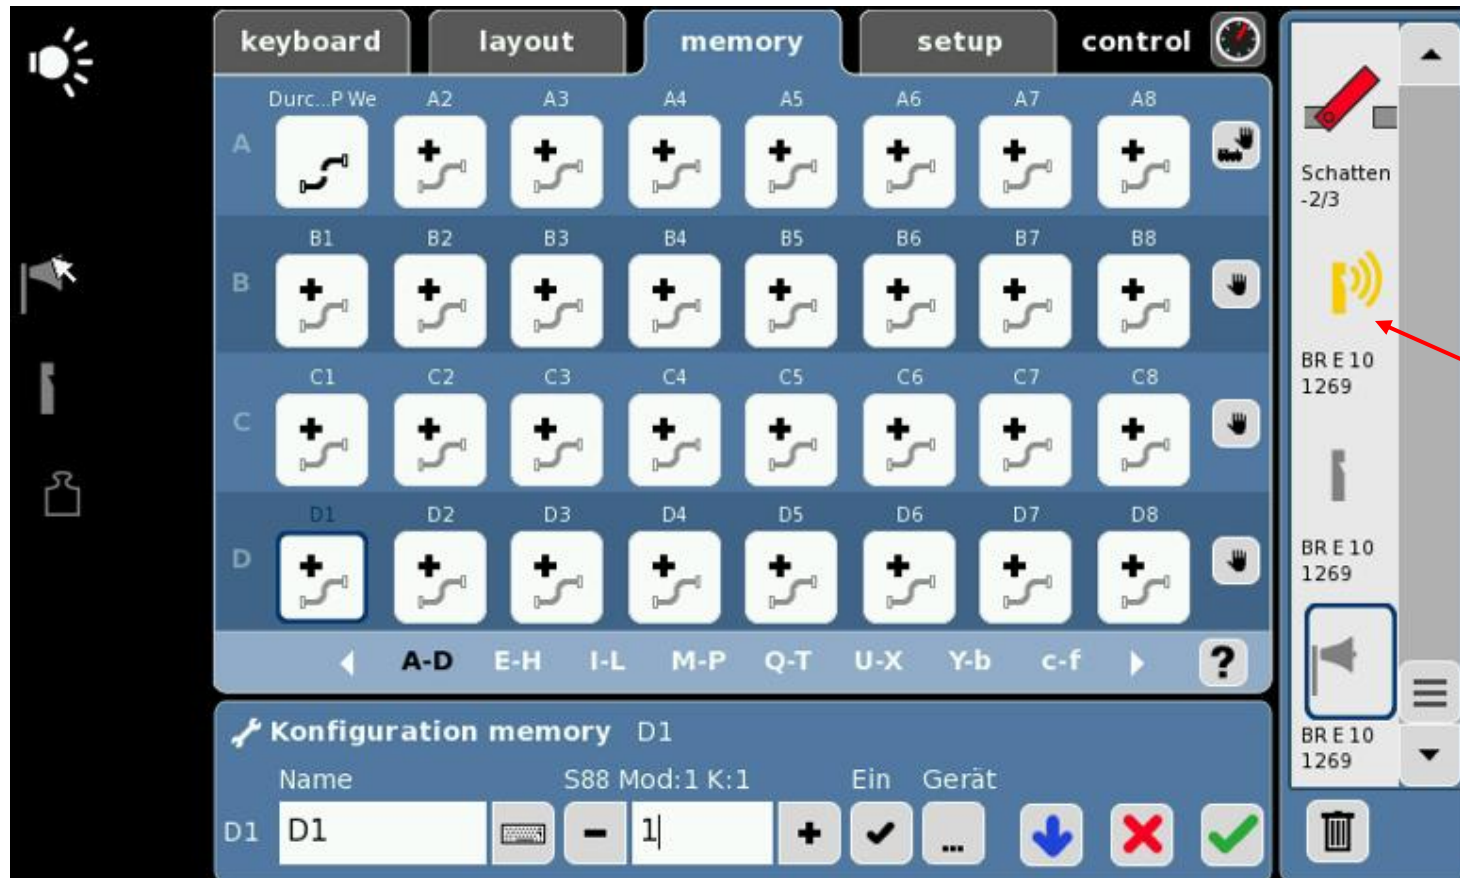 keyboard layout memory setup control
Durc...P We A2 A3 A4 A5 A6 A7 A8
A
B1 B2 B3 B4 B5 B6 B7 B8
B
C1 C2 C3 C4 C5 C6 C7 C8
C
D1 D2 D3 D4 D5 D6 D7 D8
D
A-D E-H I-L M-P Q-T U-X Y-b c-f ?
Konfiguration memory D1
Name S88 Mod:1 K:1 Ein Gerät
D1 D1 1 ...
Schatten
-2/3
BR E 10
1269
BR E 10
1269
BR E 10
1269